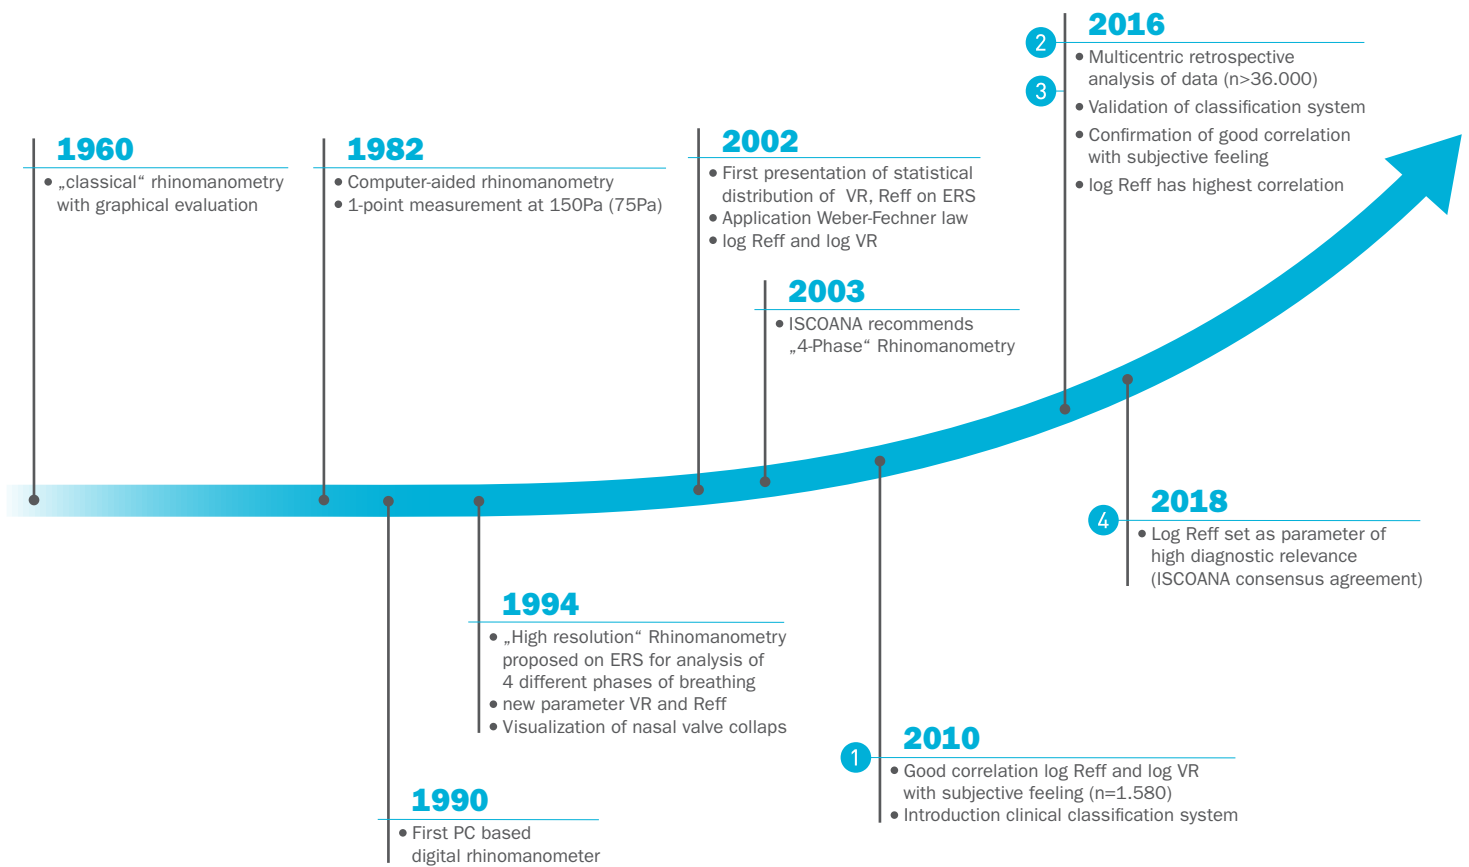 1960
• „classical“ rhinomanometry
with graphical evaluation
1982
• Computer-aided rhinomanometry
• 1-point measurement at 150Pa (75Pa)
1990
• First PC based
digital rhinomanometer
1994
• „High resolution“ Rhinomanometry
proposed on ERS for analysis of
4 different phases of breathing
• new parameter VR and Reff
• Visualization of nasal valve collaps
2002
• First presentation of statistical
distribution of VR, Reff on ERS
• Application Weber-Fechner law
• log Reff and log VR
2003
• ISCOANA recommends
„4-Phase“ Rhinomanometry
1
2010
• Good correlation log Reff and log VR
with subjective feeling (n=1.580)
• Introduction clinical classification system
2
3
2016
• Multicentric retrospective
analysis of data (n>36.000)
• Validation of classification system
• Confirmation of good correlation
with subjective feeling
• log Reff has highest correlation
4
2018
• Log Reff set as parameter of
high diagnostic relevance
(ISCOANA consensus agreement)